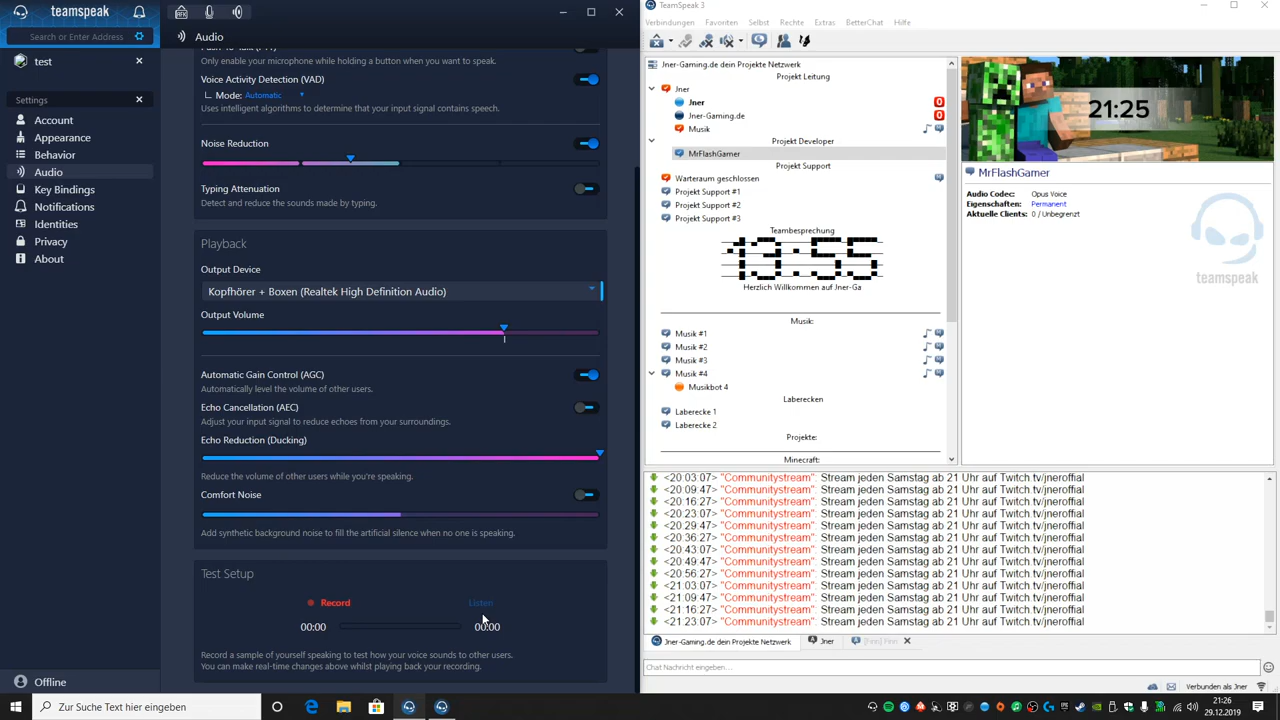 teamspeak
Search or Enter Address
test
Settings
Account
Appearance
Behavior
Audio
Key Bindings
Notifications
Identities
Privacy
About
Offline
Audio
Only enable your microphone while holding a button when you want to speak.
Voice Activity Detection (VAD)
Mode: Automatic
Uses intelligent algorithms to determine that your input signal contains speech.
Noise Reduction
Typing Attenuation
Detect and reduce the sounds made by typing.
Playback
Output Device
Kopfhörer + Boxen (Realtek High Definition Audio)
Output Volume
Automatic Gain Control (AGC)
Automatically level the volume of other users.
Echo Cancellation (AEC)
Adjust your input signal to reduce echoes from your surroundings.
Echo Reduction (Ducking)
Reduce the volume of other users while you're speaking.
Comfort Noise
Add synthetic background noise to fill the artificial silence when no one is speaking.
Test Setup
Record Listen
00:00 00:00
Record a sample of yourself speaking to test how your voice sounds to other users.
You can make real-time changes above whilst playing back your recording.
TeamSpeak 3
Verbindungen Favoriten Selbst Rechte Extras BetterChat Hilfe
Jner-Gaming.de dein Projekte Netzwerk
Projekt Leitung
Jner
Jner
Jner-Gaming.de
Musik
Projekt Developer
MrFlashGamer
Projekt Support
Warteraum geschlossen
Projekt Support #1
Projekt Support #2
Projekt Support #3
Teambesprechung
Herzlich Willkommen auf Jner-Ga
Musik:
Musik #1
Musik #2
Musik #3
Musik #4
Musikbot 4
Laberecken
Laberecke 1
Laberecke 2
Projekte:
Minecraft:
21:25
MrFlashGamer
Audio Codec: Opus Voice
Eigenschaften: Permanent
Aktuelle Clients: 0 / Unbegrenzt
teamspeak
<20:03:07> "Communitystream": Stream jeden Samstag ab 21 Uhr auf Twitch.tv/jneroffial
<20:09:47> "Communitystream": Stream jeden Samstag ab 21 Uhr auf Twitch.tv/jneroffial
<20:16:27> "Communitystream": Stream jeden Samstag ab 21 Uhr auf Twitch.tv/jneroffial
<20:23:07> "Communitystream": Stream jeden Samstag ab 21 Uhr auf Twitch.tv/jneroffial
<20:29:47> "Communitystream": Stream jeden Samstag ab 21 Uhr auf Twitch.tv/jneroffial
<20:36:27> "Communitystream": Stream jeden Samstag ab 21 Uhr auf Twitch.tv/jneroffial
<20:43:07> "Communitystream": Stream jeden Samstag ab 21 Uhr auf Twitch.tv/jneroffial
<20:49:47> "Communitystream": Stream jeden Samstag ab 21 Uhr auf Twitch.tv/jneroffial
<20:56:27> "Communitystream": Stream jeden Samstag ab 21 Uhr auf Twitch.tv/jneroffial
<21:03:07> "Communitystream": Stream jeden Samstag ab 21 Uhr auf Twitch.tv/jneroffial
<21:09:47> "Communitystream": Stream jeden Samstag ab 21 Uhr auf Twitch.tv/jneroffial
<21:16:27> "Communitystream": Stream jeden Samstag ab 21 Uhr auf Twitch.tv/jneroffial
<21:23:07> "Communitystream": Stream jeden Samstag ab 21 Uhr auf Twitch.tv/jneroffial
Jner-Gaming.de dein Projekte Netzwerk Jner [Finn] Finn
Chat Nachricht eingeben...
Verbunden als Jner
Zur Suche Text hier eingeben
21:26
29.12.2019